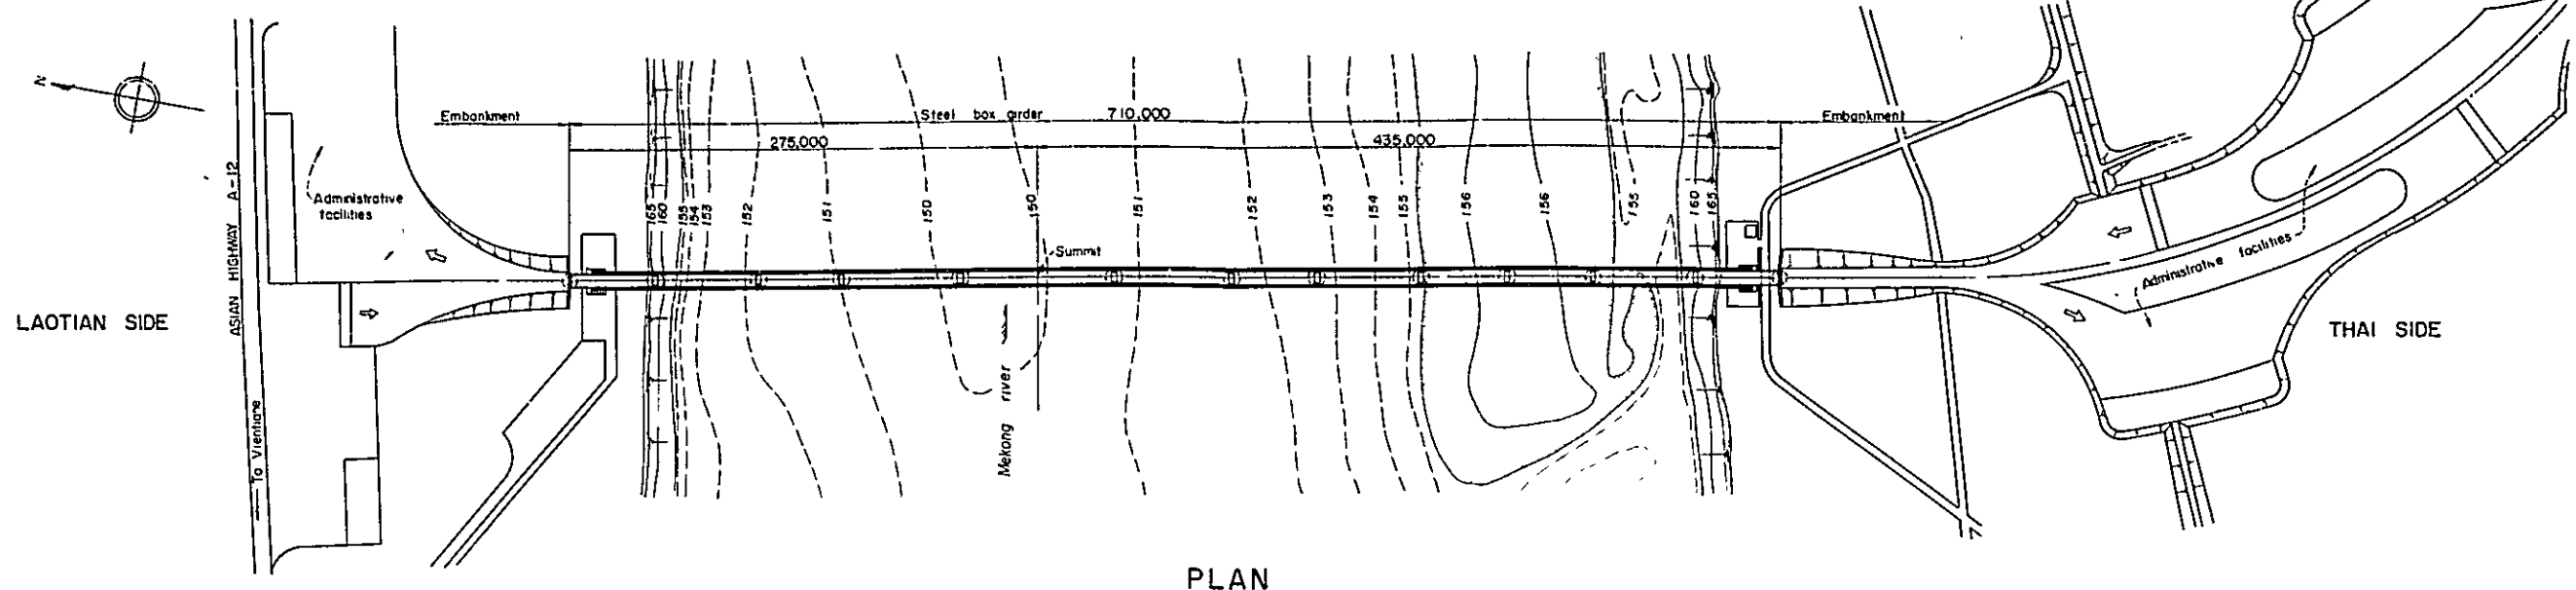 N
Embankment
Steel box girder 710,000
Embankment
275,000
435,000
ASIAN HIGHWAY A-12
Administrative
facilities
165
160
155
154
153
152
151
150
150
151
152
153
154
155
156
156
155
160
165
Summit
Administrative facilities
LAOTIAN SIDE
THAI SIDE
Mekong river
To Vientiane
PLAN